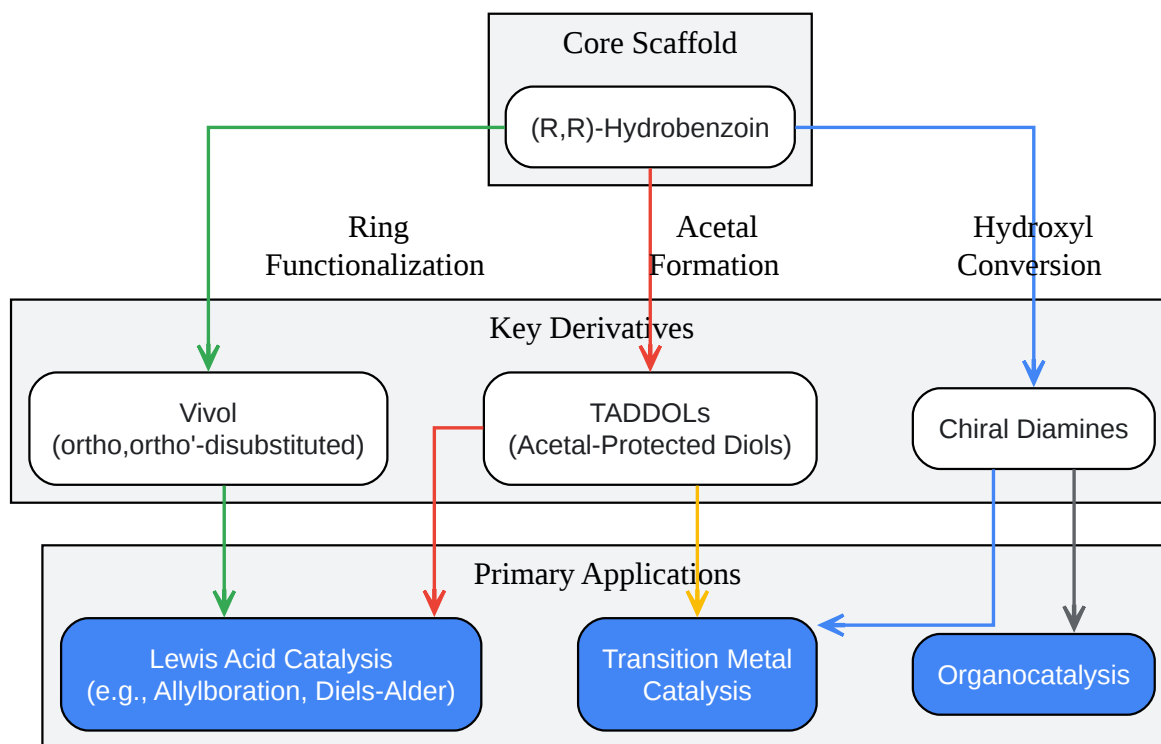 Core Scaffold
(R,R)-Hydrobenzoin
Ring
Functionalization
Acetal
Formation
Hydroxyl
Conversion
Key Derivatives
Vivol
(ortho,ortho'-disubstituted)
TADDOLs
(Acetal-Protected Diols)
Chiral Diamines
Primary Applications
Lewis Acid Catalysis
(e.g., Allylboration, Diels-Alder)
Transition Metal
Catalysis
Organocatalysis